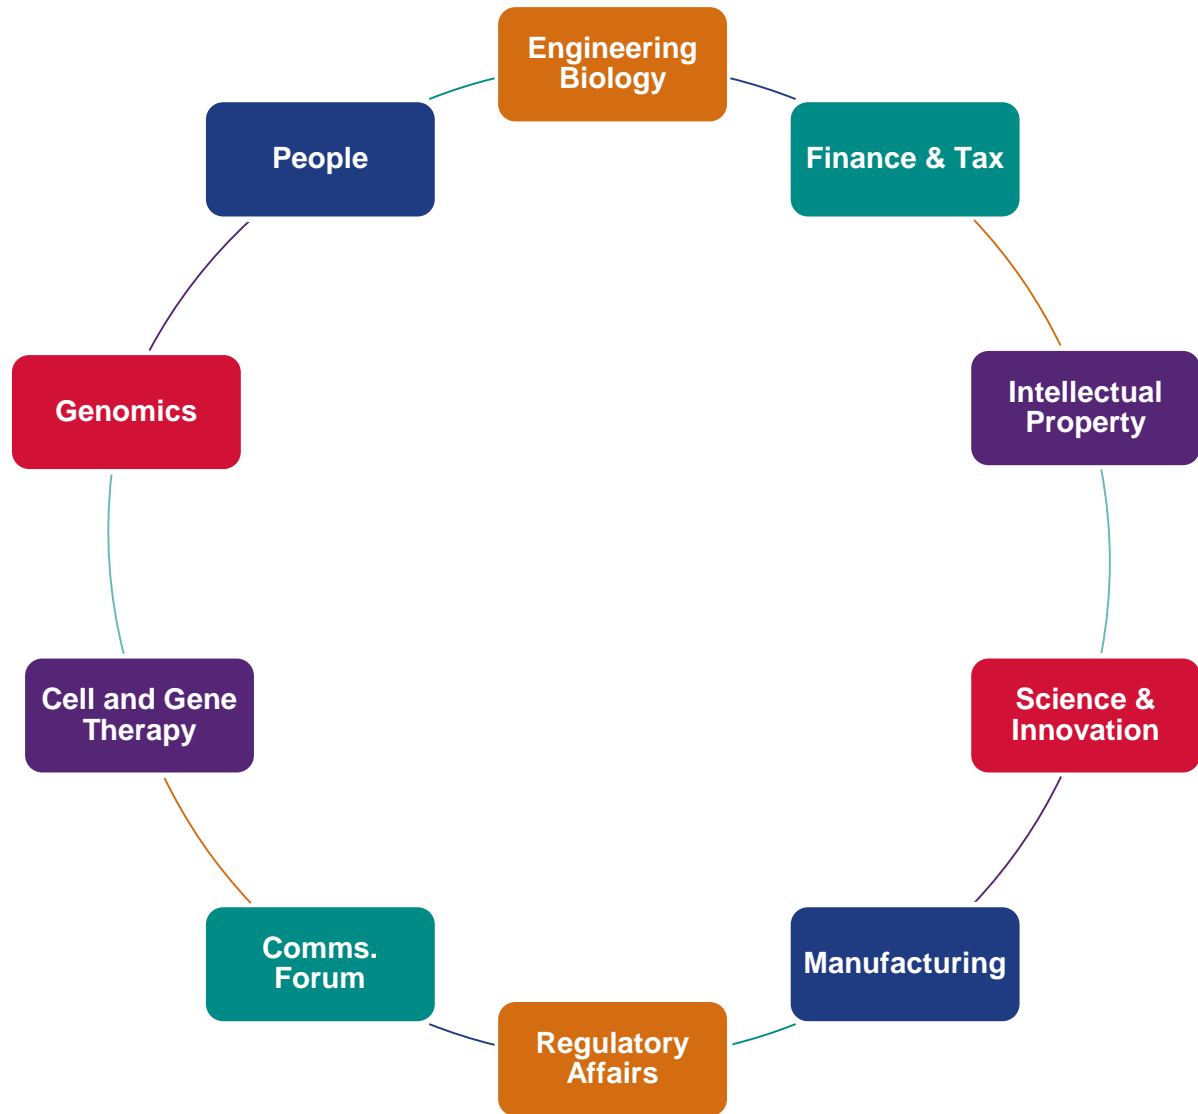 Engineering
Biology
Finance & Tax
Intellectual
Property
Science &
Innovation
Manufacturing
Regulatory
Affairs
Comms.
Forum
Cell and Gene
Therapy
Genomics
People